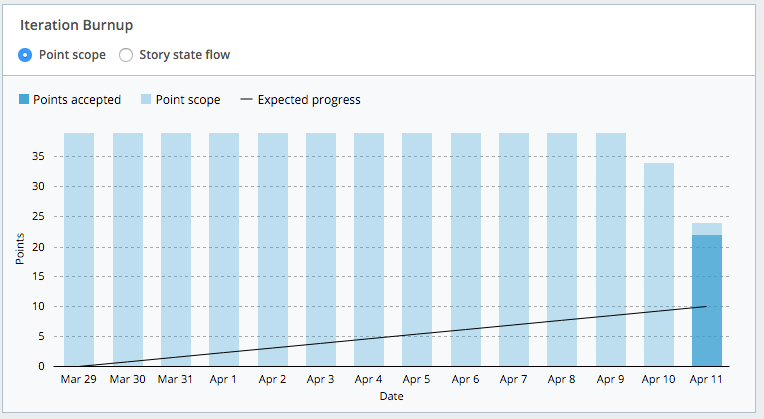 Iteration Burnup
Point scope Story state flow
Points accepted Point scope Expected progress
35
30
25
20
15
10
5
0
Points
Mar 29 Mar 30 Mar 31 Apr 1 Apr 2 Apr 3 Apr 4 Apr 5 Apr 6 Apr 7 Apr 8 Apr 9 Apr 10 Apr 11
Date